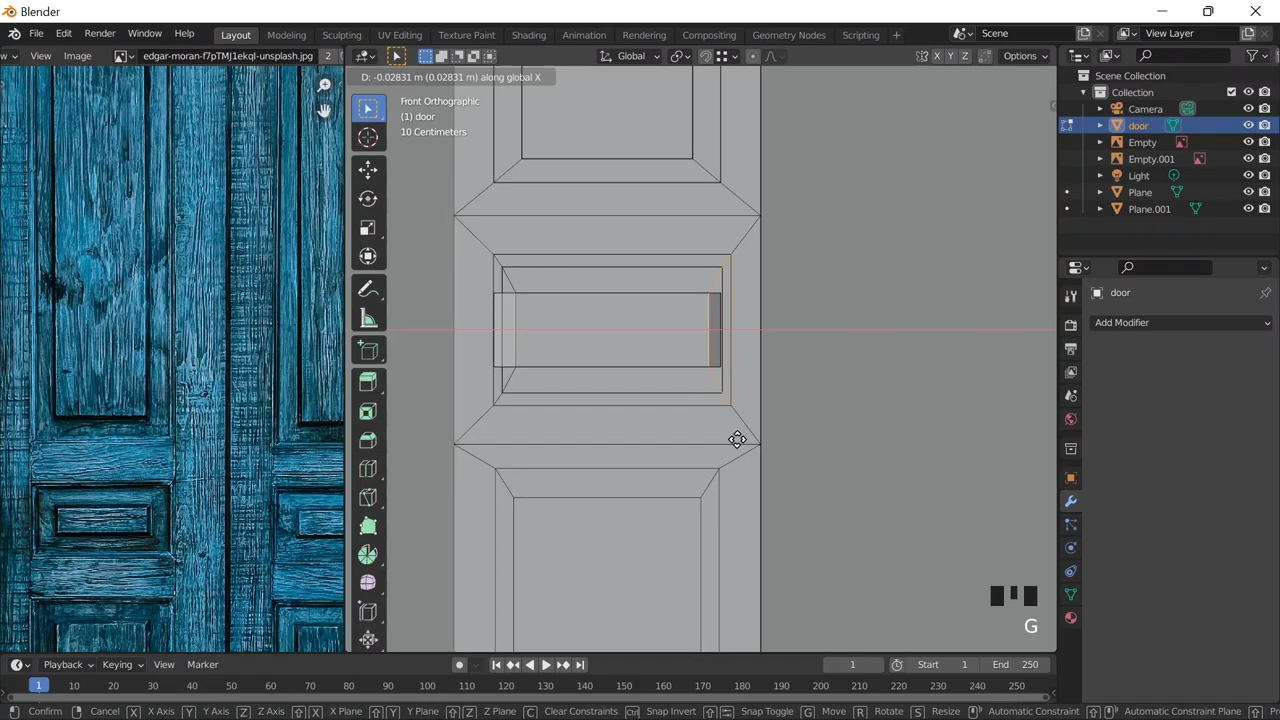 Blender
File Edit Render Window Help Layout Modeling Sculpting UV Editing Texture Paint Shading Animation Rendering Compositing Geometry Nodes Scripting + Scene View Layer
View Image edgar-moran-f7pTMJ1ekqI-unsplash.jpg 2 Global X Y Z Options
D: -0.02831 m (0.02831 m) along global X
Front Orthographic
(1) door
10 Centimeters
Scene Collection
Collection
Camera
door
Empty
Empty.001
Light
Plane
Plane.001
door
Add Modifier
G
Playback Keying View Marker 1 Start 1 End 250
1 10 20 30 40 50 60 70 80 90 100 110 120 130 140 150 160 170 180 190 200 210 220 230 240 250
Confirm Cancel X X Axis Y Y Axis Z Z Axis X X Plane Y Y Plane Z Z Plane C Clear Constraints Ctrl Snap Invert Snap Toggle G Move R Rotate S Resize Automatic Constraint Automatic Constraint Plane